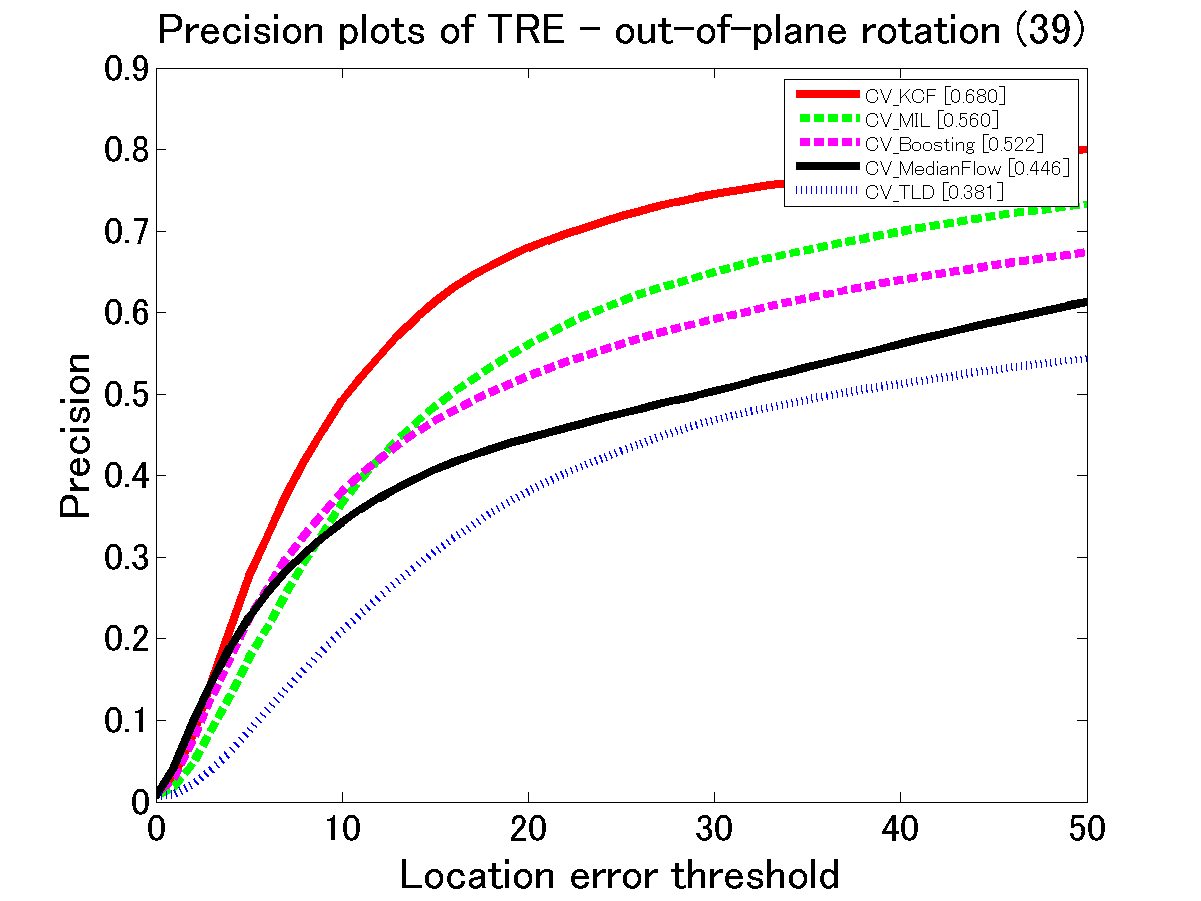 Precision plots of TRE - out-of-plane rotation (39)
CV_KCF [0.680]
CV_MIL [0.560]
CV_Boosting [0.522]
CV_MedianFlow [0.446]
CV_TLD [0.381]
0.9
0.8
0.7
0.6
0.5
0.4
0.3
0.2
0.1
0
Precision
0 10 20 30 40 50
Location error threshold